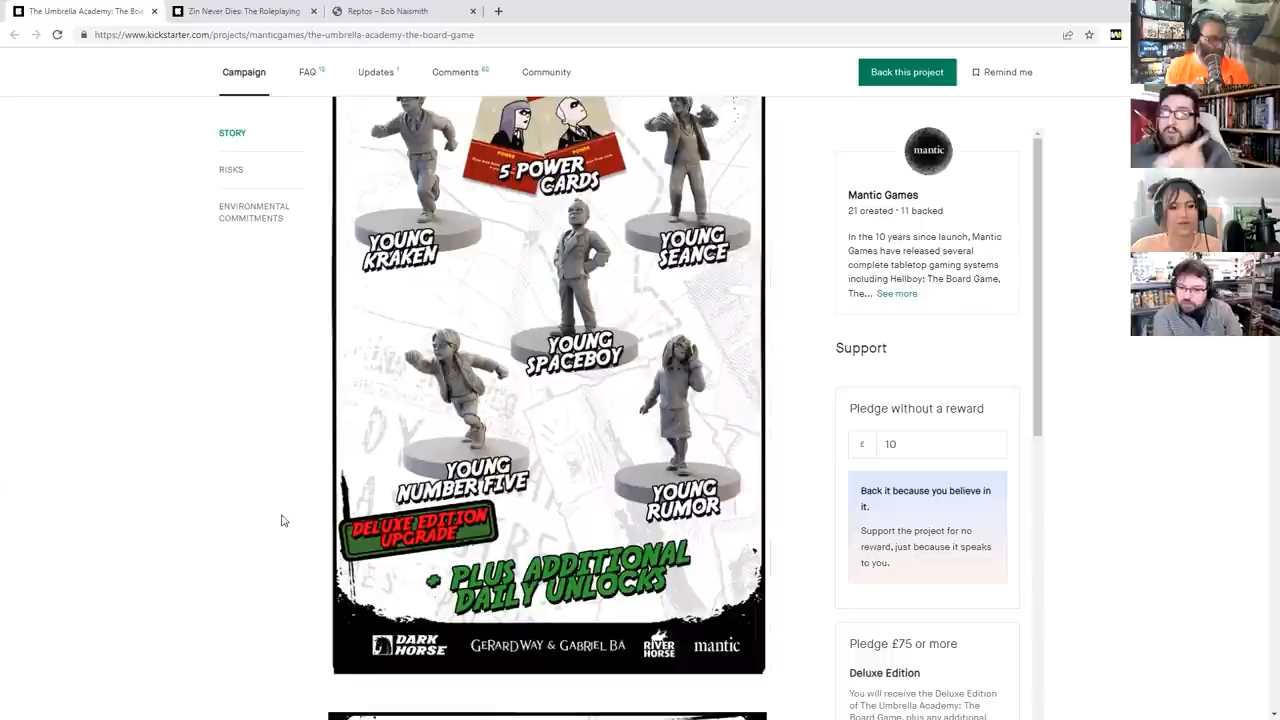 The Umbrella Academy: The Boa
Zin Never Dies: The Roleplaying
Reptos – Bob Naismith
https://www.kickstarter.com/projects/manticgames/the-umbrella-academy-the-board-game
Campaign
FAQ 12
Updates 1
Comments 62
Community
Back this project
Remind me
STORY
RISKS
ENVIRONMENTAL
COMMITMENTS
POWER
POWER
5 POWER
CARDS
YOUNG
KRAKEN
YOUNG
SEANCE
YOUNG
SPACEBOY
YOUNG
NUMBER FIVE
YOUNG
RUMOR
DELUXE EDITION
UPGRADE
+ PLUS ADDITIONAL
DAILY UNLOCKS
DARK
HORSE
GERARD WAY & GABRIEL BÁ
RIVER
HORSE
mantic
mantic
Mantic Games
21 created · 11 backed
In the 10 years since launch, Mantic
Games have released several
complete tabletop gaming systems
including Hellboy: The Board Game,
The... See more
Support
Pledge without a reward
£ 10
Back it because you believe in
it.
Support the project for no
reward, just because it speaks
to you.
Pledge £75 or more
Deluxe Edition
You will receive the Deluxe Edition
of The Umbrella Academy: The
Board Game, plus any additional